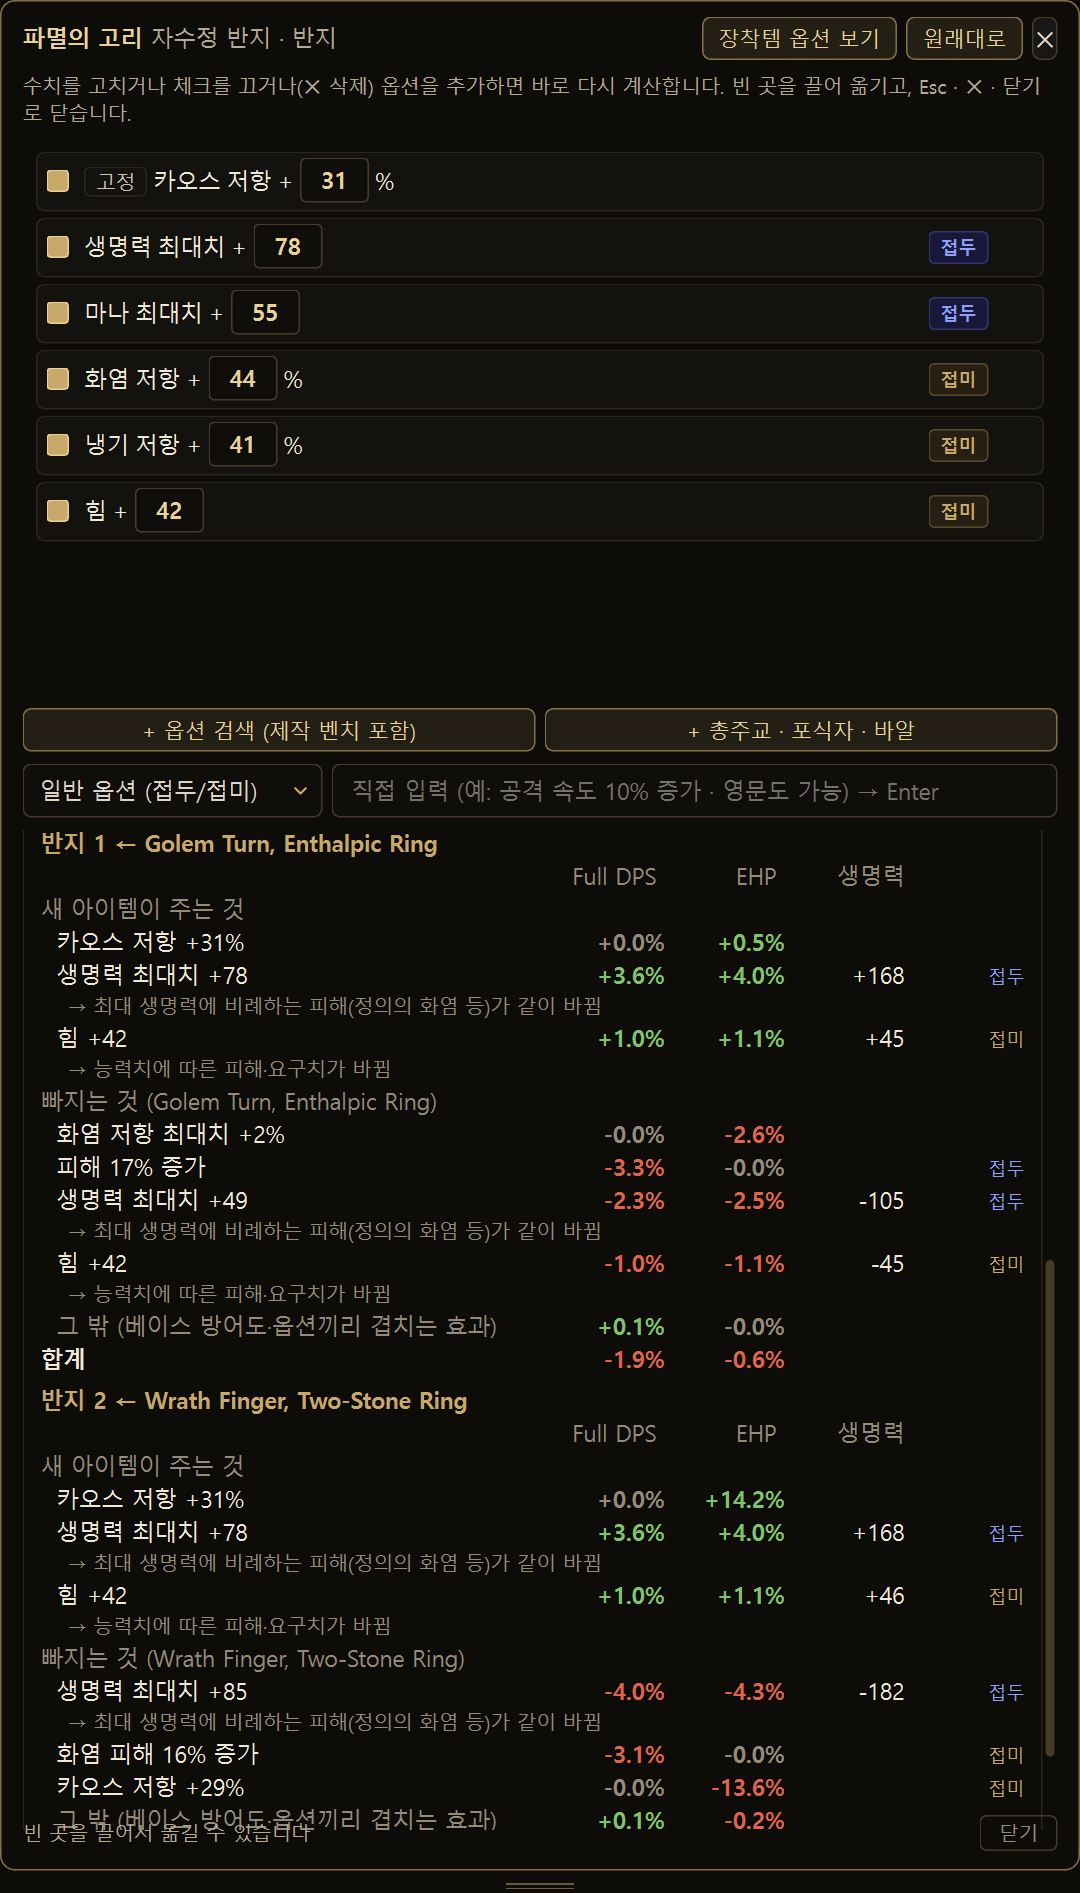 파멸의 고리 자수정 반지 · 반지
장착템 옵션 보기
원래대로
×
수치를 고치거나 체크를 끄거나(× 삭제) 옵션을 추가하면 바로 다시 계산합니다. 빈 곳을 끌어 옮기고, Esc · × · 닫기
로 닫습니다.
고정 카오스 저항 + 31 %
생명력 최대치 + 78 접두
마나 최대치 + 55 접두
화염 저항 + 44 % 접미
냉기 저항 + 41 % 접미
힘 + 42 접미
+ 옵션 검색 (제작 벤치 포함)
+ 총주교 · 포식자 · 바알
일반 옵션 (접두/접미)
직접 입력 (예: 공격 속도 10% 증가 · 영문도 가능) → Enter
반지 1 ← Golem Turn, Enthalpic Ring
Full DPS EHP 생명력
새 아이템이 주는 것
카오스 저항 +31% +0.0% +0.5%
생명력 최대치 +78 +3.6% +4.0% +168 접두
→ 최대 생명력에 비례하는 피해(정의의 화염 등)가 같이 바뀜
힘 +42 +1.0% +1.1% +45 접미
→ 능력치에 따른 피해·요구치가 바뀜
빠지는 것 (Golem Turn, Enthalpic Ring)
화염 저항 최대치 +2% -0.0% -2.6%
피해 17% 증가 -3.3% -0.0% 접두
생명력 최대치 +49 -2.3% -2.5% -105 접두
→ 최대 생명력에 비례하는 피해(정의의 화염 등)가 같이 바뀜
힘 +42 -1.0% -1.1% -45 접미
→ 능력치에 따른 피해·요구치가 바뀜
그 밖 (베이스 방어도·옵션끼리 겹치는 효과) +0.1% -0.0%
합계 -1.9% -0.6%
반지 2 ← Wrath Finger, Two-Stone Ring
Full DPS EHP 생명력
새 아이템이 주는 것
카오스 저항 +31% +0.0% +14.2%
생명력 최대치 +78 +3.6% +4.0% +168 접두
→ 최대 생명력에 비례하는 피해(정의의 화염 등)가 같이 바뀜
힘 +42 +1.0% +1.1% +46 접미
→ 능력치에 따른 피해·요구치가 바뀜
빠지는 것 (Wrath Finger, Two-Stone Ring)
생명력 최대치 +85 -4.0% -4.3% -182 접두
→ 최대 생명력에 비례하는 피해(정의의 화염 등)가 같이 바뀜
화염 피해 16% 증가 -3.1% -0.0% 접미
카오스 저항 +29% -0.0% -13.6% 접미
그 밖 (베이스 방어도·옵션끼리 겹치는 효과) +0.1% -0.2%
빈 곳을 끌어서 옮길 수 있습니다
닫기